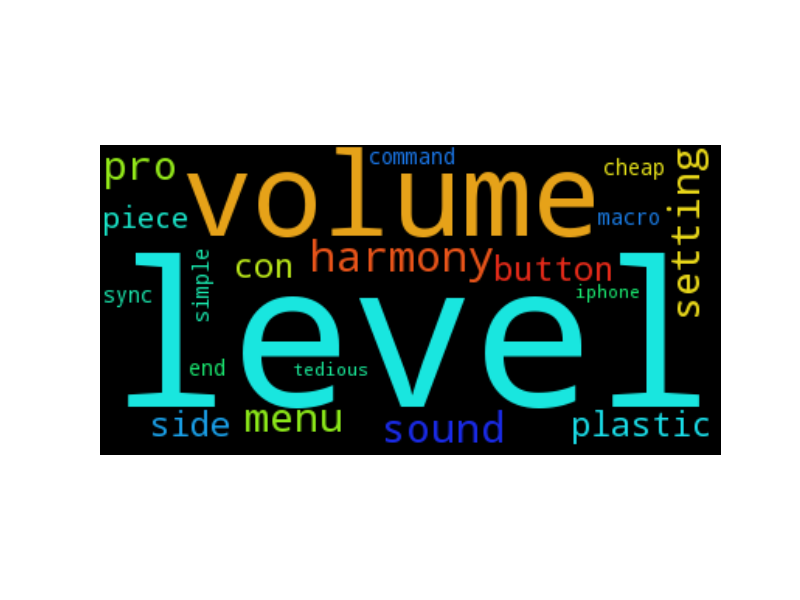 command
pro
volume
cheap
setting
piece
macro
harmony
con
button
simple
sync
iphone
level
end
tedious
menu
side
sound
plastic